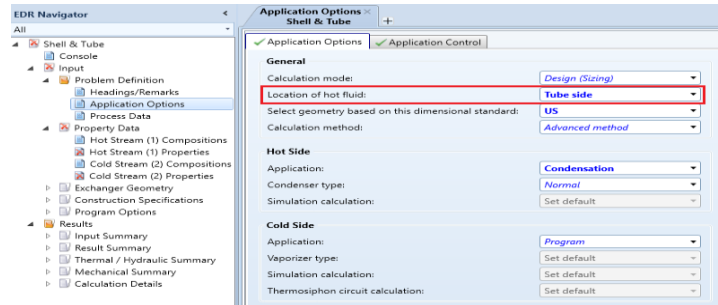 EDR Navigator <
All
Shell & Tube
Console
Input
Problem Definition
Headings/Remarks
Application Options
Process Data
Property Data
Hot Stream (1) Compositions
Hot Stream (1) Properties
Cold Stream (2) Compositions
Cold Stream (2) Properties
Exchanger Geometry
Construction Specifications
Program Options
Results
Input Summary
Result Summary
Thermal / Hydraulic Summary
Mechanical Summary
Calculation Details
Application Options ×
Shell & Tube +
Application Options Application Control
General
Calculation mode: Design (Sizing)
Location of hot fluid: Tube side
Select geometry based on this dimensional standard: US
Calculation method: Advanced method
Hot Side
Application: Condensation
Condenser type: Normal
Simulation calculation: Set default
Cold Side
Application: Program
Vaporizer type: Set default
Simulation calculation: Set default
Thermosiphon circuit calculation: Set default